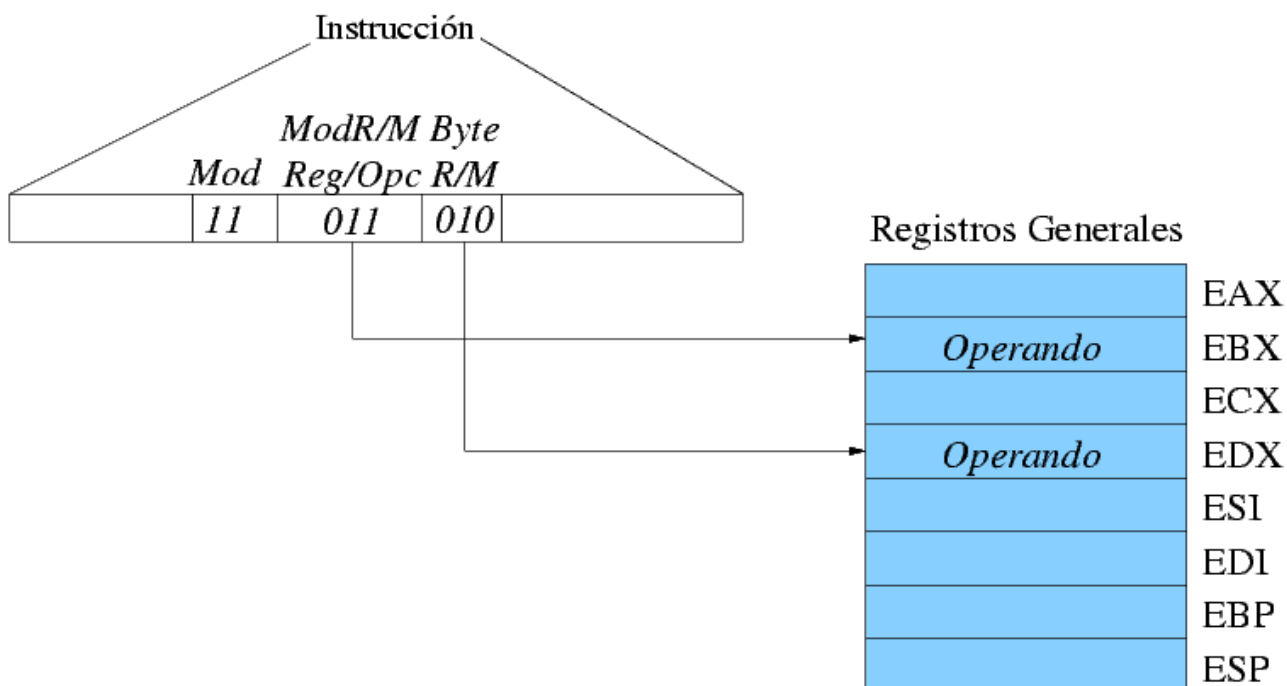 Instrucción
ModR/M Byte
Mod Reg/Opc R/M
11 011 010
Registros Generales
EAX
Operando EBX
ECX
Operando EDX
ESI
EDI
EBP
ESP